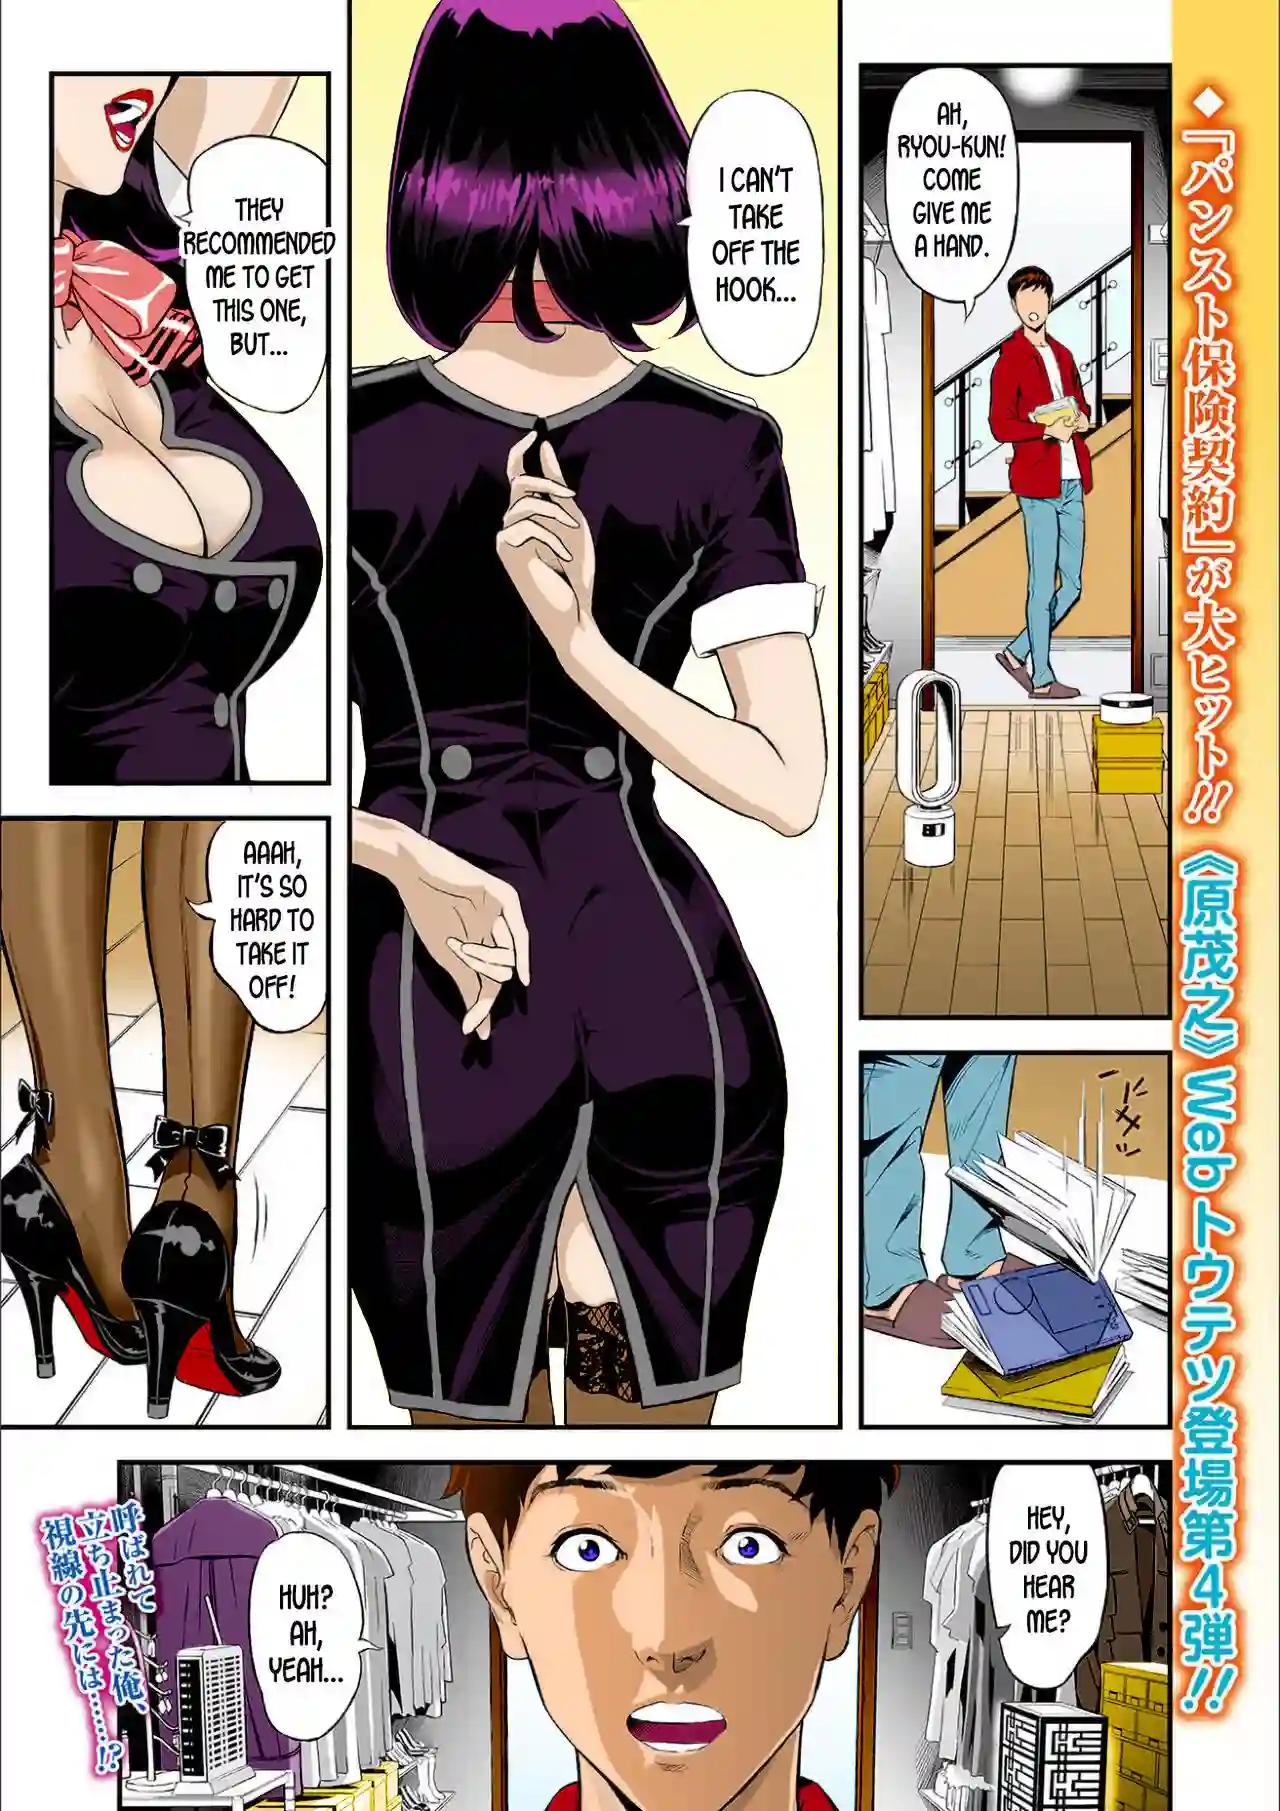 ◆『パンスト保険契約』が大ヒット!!《原茂之》Webトウテツ登場第4弾!!
AH,
RYOU-KUN!
COME
GIVE ME
A HAND.
I CAN'T
TAKE
OFF THE
HOOK...
THEY
RECOMMENDED
ME TO GET
THIS ONE,
BUT...
AAAH,
IT'S SO
HARD TO
TAKE IT
OFF!
HEY,
DID YOU
HEAR
ME?
HUH?
AH,
YEAH...
呼ばれて
立ち止まった俺、
視線の先には……!?